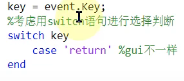 key = event.Key;
%考虑用switch语句进行选择判断
switch key
case 'return' %gui不一样
end